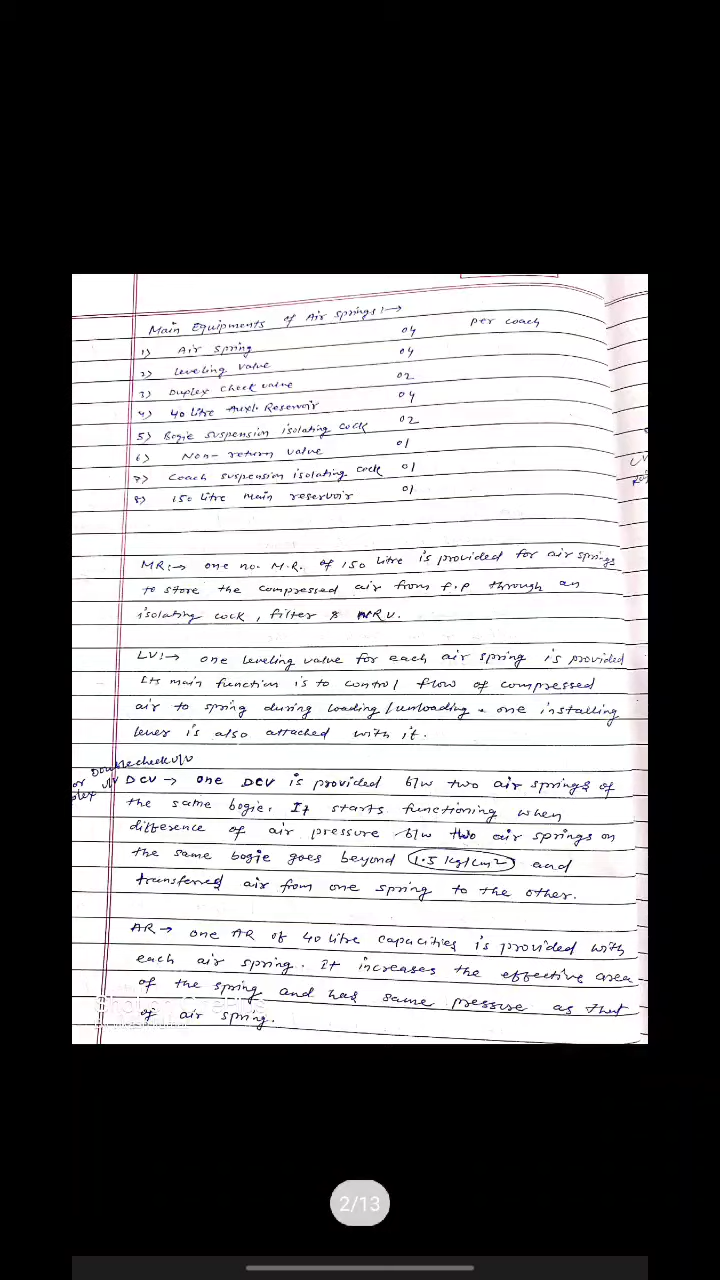 Main Equipments of Air springs:→
1) Air spring 04 per coach
2) Leveling valve 04
3) Duplex check valve 02
4) 40 litre Auxl. Reservoir 04
5) Bogie suspension isolating cock 02
6) Non-return valve 01
7) Coach suspension isolating cock 01
8) 150 litre main reservoir 01
MR:→ one no. M.R. of 150 litre is provided for air springs
to store the compressed air from F.P through an
isolating cock, filter & NRV.
LV:→ one leveling valve for each air spring is provided
Its main function is to control flow of compressed
air to spring during loading/unloading . one installing
lever is also attached with it.
Double check v/v
or
v/v DCV → one DCV is provided b/w two air springs of
the same bogie. It starts functioning when
difference of air pressure b/w two air springs on
the same bogie goes beyond 1.5 kg/cm2 and
transferred air from one spring to the other.
AR → one AR of 40 litre capacities is provided with
each air spring. It increases the effective area
of the spring and has same pressure as that
of air spring.
2/13